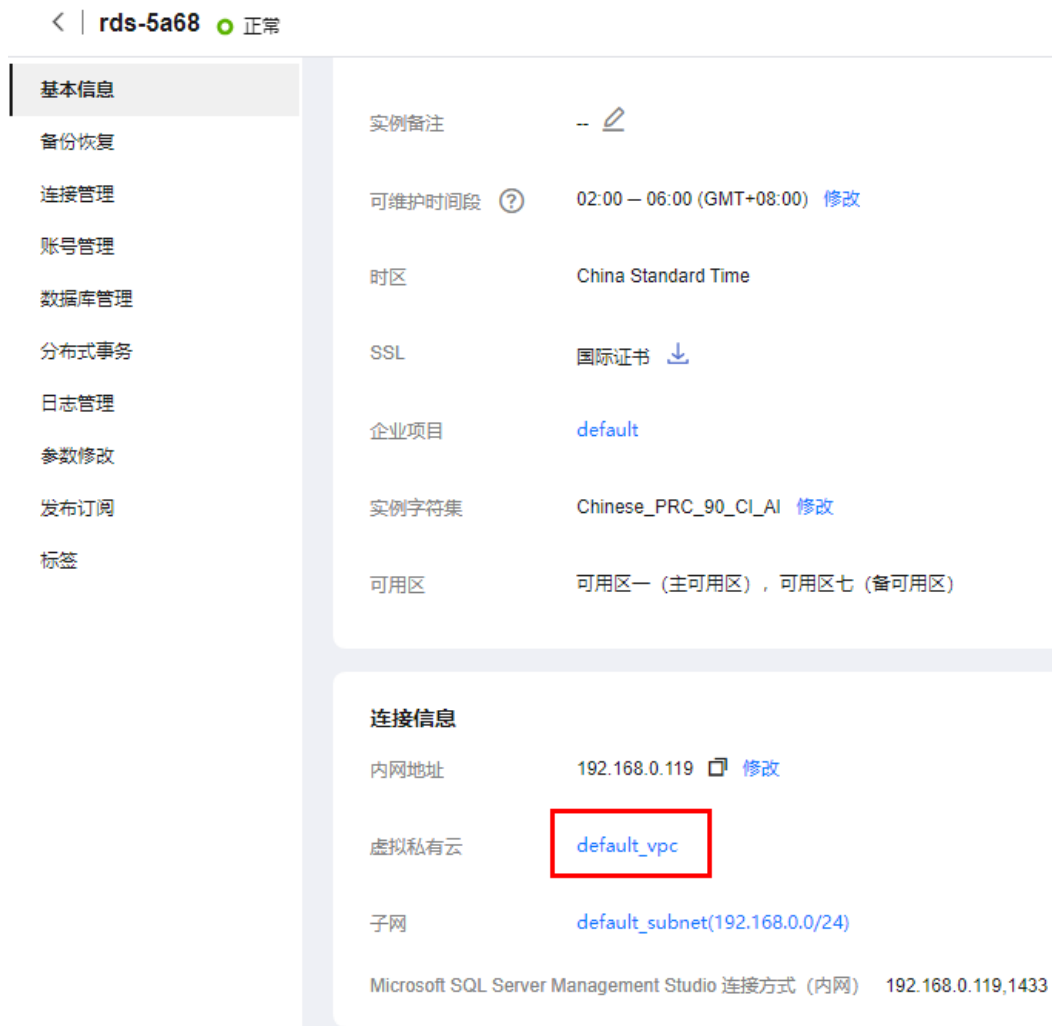 rds-5a68 正常
基本信息
备份恢复
连接管理
账号管理
数据库管理
分布式事务
日志管理
参数修改
发布订阅
标签
实例备注 --
可维护时间段 ? 02:00 — 06:00 (GMT+08:00) 修改
时区 China Standard Time
SSL 国际证书
企业项目 default
实例字符集 Chinese_PRC_90_CI_AI 修改
可用区 可用区一（主可用区），可用区七（备可用区）
连接信息
内网地址 192.168.0.119 修改
虚拟私有云 default_vpc
子网 default_subnet(192.168.0.0/24)
Microsoft SQL Server Management Studio 连接方式（内网） 192.168.0.119,1433